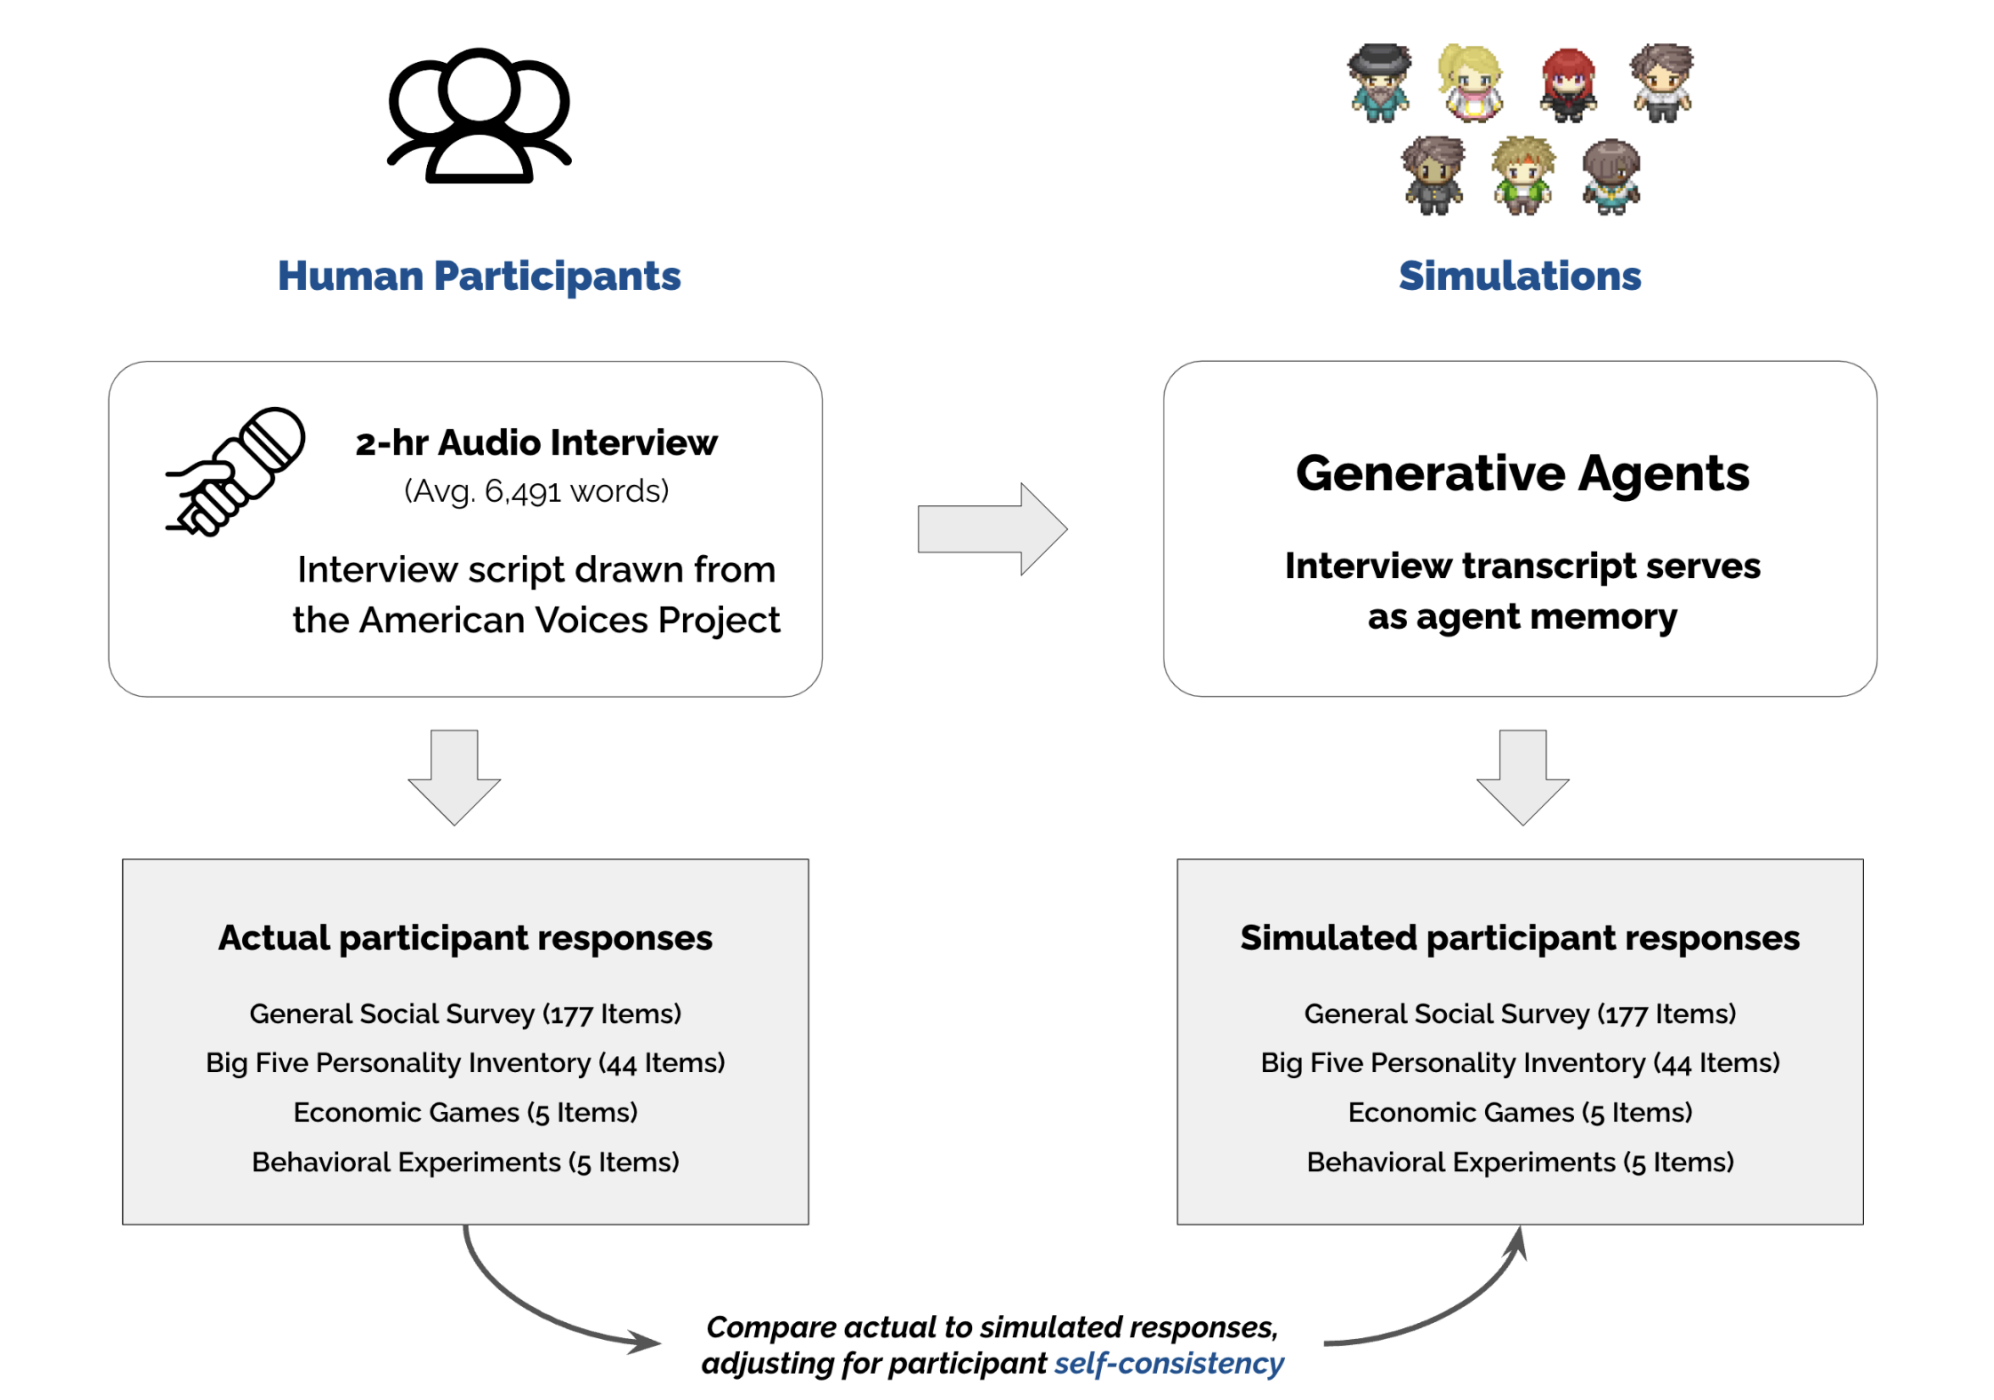 Human Participants
Simulations
2-hr Audio Interview
(Avg. 6,491 words)
Interview script drawn from
the American Voices Project
Generative Agents
Interview transcript serves
as agent memory
Actual participant responses
General Social Survey (177 Items)
Big Five Personality Inventory (44 Items)
Economic Games (5 Items)
Behavioral Experiments (5 Items)
Simulated participant responses
General Social Survey (177 Items)
Big Five Personality Inventory (44 Items)
Economic Games (5 Items)
Behavioral Experiments (5 Items)
Compare actual to simulated responses,
adjusting for participant self-consistency